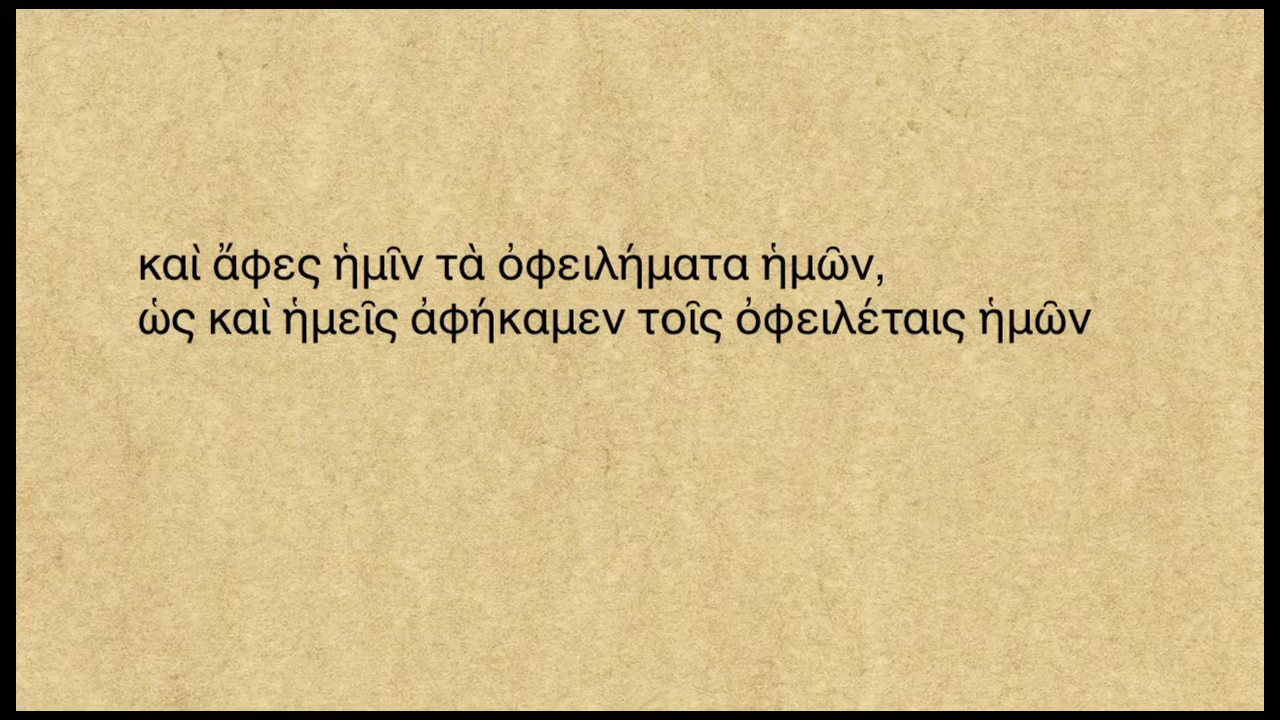 καὶ ἄφες ἡμῖν τὰ ὀφειλήματα ἡμῶν,
ὡς καὶ ἡμεῖς ἀφήκαμεν τοῖς ὀφειλέταις ἡμῶν